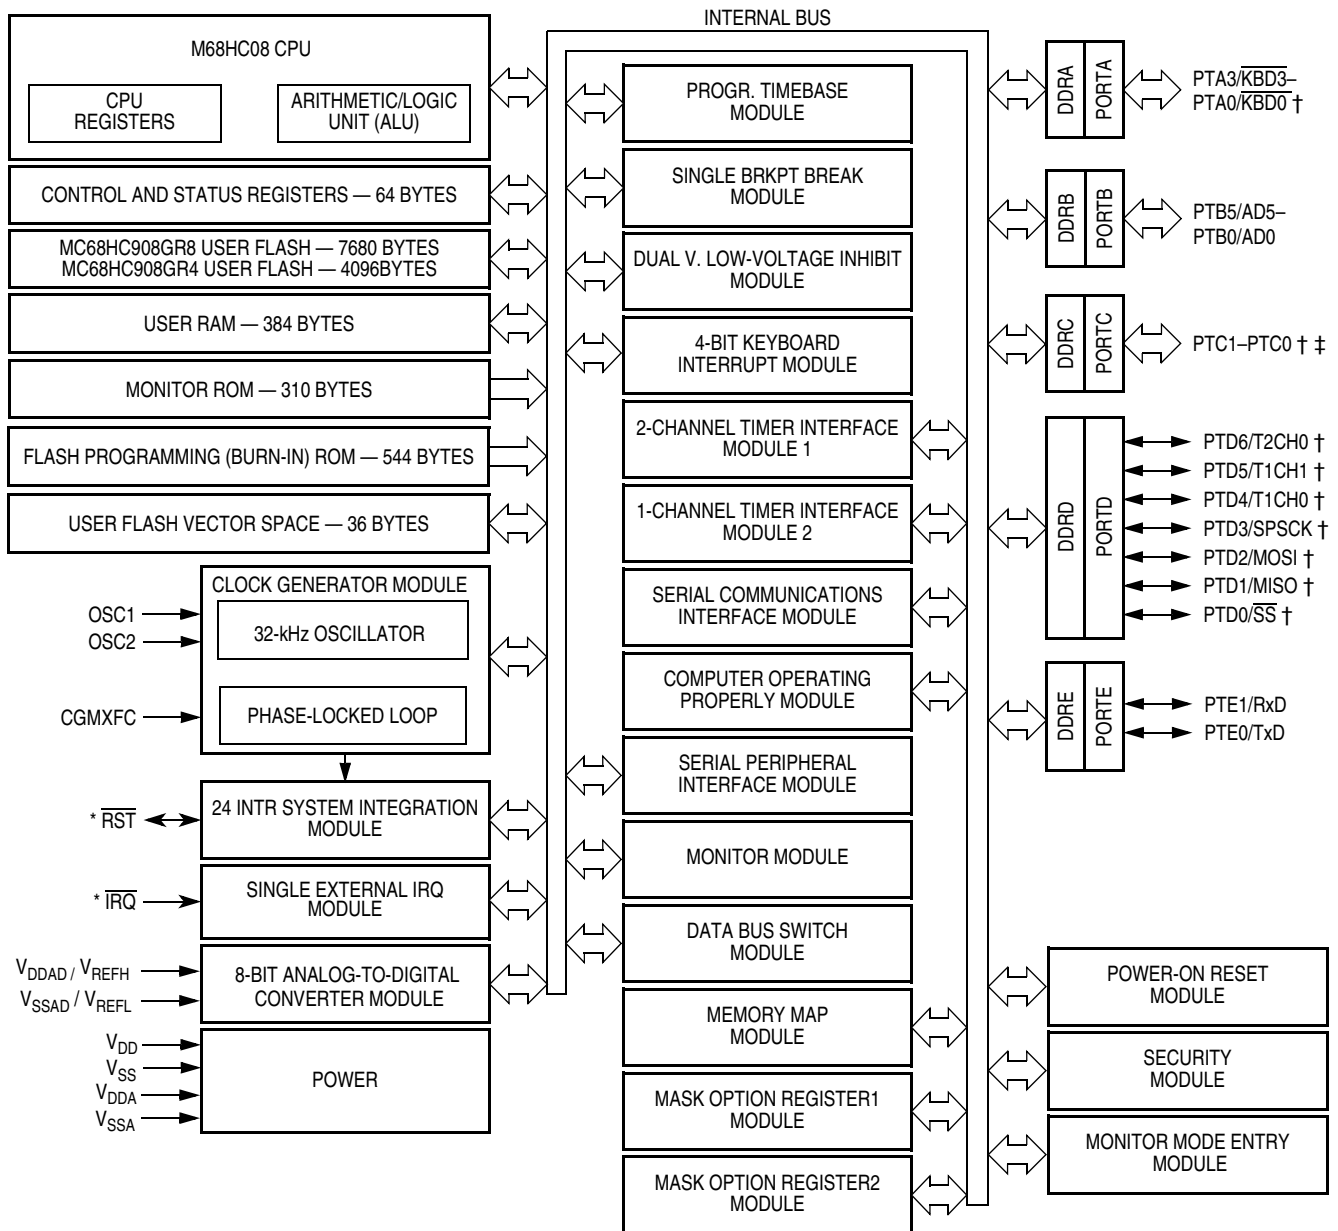 INTERNAL BUS
M68HC08 CPU
CPU
REGISTERS
ARITHMETIC/LOGIC
UNIT (ALU)
CONTROL AND STATUS REGISTERS — 64 BYTES
MC68HC908GR8 USER FLASH — 7680 BYTES
MC68HC908GR4 USER FLASH — 4096BYTES
USER RAM — 384 BYTES
MONITOR ROM — 310 BYTES
FLASH PROGRAMMING (BURN-IN) ROM — 544 BYTES
USER FLASH VECTOR SPACE — 36 BYTES
CLOCK GENERATOR MODULE
OSC1
OSC2
32-kHz OSCILLATOR
CGMXFC
PHASE-LOCKED LOOP
* R̅S̅T̅
24 INTR SYSTEM INTEGRATION
MODULE
* I̅R̅Q̅
SINGLE EXTERNAL IRQ
MODULE
VDDAD / VREFH
VSSAD / VREFL
8-BIT ANALOG-TO-DIGITAL
CONVERTER MODULE
VDD
VSS
VDDA
VSSA
POWER
PROGR. TIMEBASE
MODULE
SINGLE BRKPT BREAK
MODULE
DUAL V. LOW-VOLTAGE INHIBIT
MODULE
4-BIT KEYBOARD
INTERRUPT MODULE
2-CHANNEL TIMER INTERFACE
MODULE 1
1-CHANNEL TIMER INTERFACE
MODULE 2
SERIAL COMMUNICATIONS
INTERFACE MODULE
COMPUTER OPERATING
PROPERLY MODULE
SERIAL PERIPHERAL
INTERFACE MODULE
MONITOR MODULE
DATA BUS SWITCH
MODULE
MEMORY MAP
MODULE
MASK OPTION REGISTER1
MODULE
MASK OPTION REGISTER2
MODULE
DDRA
PORTA
PTA3/K̅B̅D̅3̅–
PTA0/K̅B̅D̅0̅ †
DDRB
PORTB
PTB5/AD5–
PTB0/AD0
DDRC
PORTC
PTC1–PTC0 † ‡
DDRD
PORTD
PTD6/T2CH0 †
PTD5/T1CH1 †
PTD4/T1CH0 †
PTD3/SPSCK †
PTD2/MOSI †
PTD1/MISO †
PTD0/S̅S̅ †
DDRE
PORTE
PTE1/RxD
PTE0/TxD
POWER-ON RESET
MODULE
SECURITY
MODULE
MONITOR MODE ENTRY
MODULE